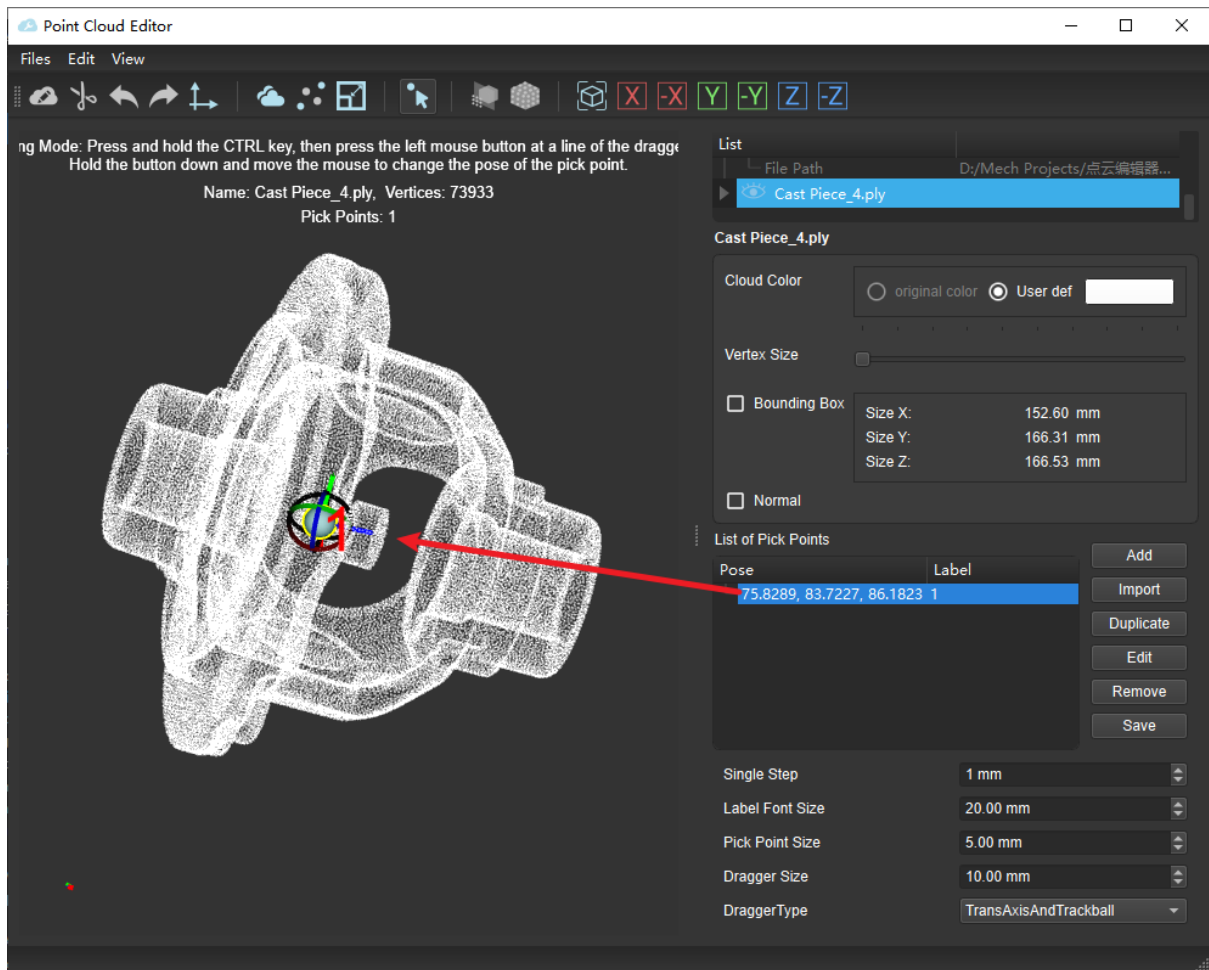 Point Cloud Editor
Files Edit View
X -X Y -Y Z -Z
ng Mode: Press and hold the CTRL key, then press the left mouse button at a line of the dragge
Hold the button down and move the mouse to change the pose of the pick point.
Name: Cast Piece_4.ply, Vertices: 73933
Pick Points: 1
1
List
File Path D:/Mech Projects/点云编辑器...
Cast Piece_4.ply
Cast Piece_4.ply
Cloud Color
original color User def
Vertex Size
Bounding Box
Size X: 152.60 mm
Size Y: 166.31 mm
Size Z: 166.53 mm
Normal
List of Pick Points
Pose Label
75.8289, 83.7227, 86.1823 1
Add
Import
Duplicate
Edit
Remove
Save
Single Step 1 mm
Label Font Size 20.00 mm
Pick Point Size 5.00 mm
Dragger Size 10.00 mm
DraggerType TransAxisAndTrackball